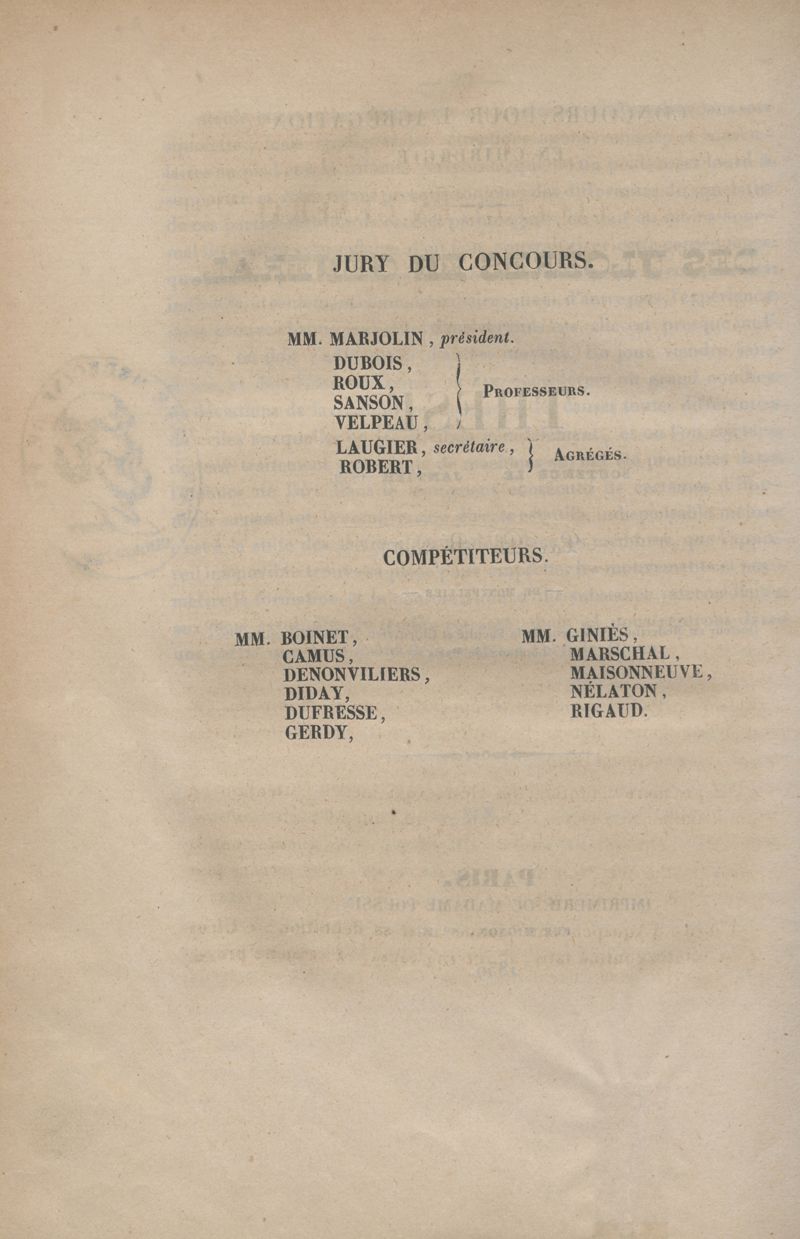 JURY DU CONCOURS.
MM. MARJOLIN, président.
DUBOIS,
ROUX,
SANSON,
VELPEAU,
PROFESSEURS.
LAUGIER, secrétaire,
ROBERT,
AGRÉGÉS.
COMPÉTITEURS.
MM. BOINET,
CAMUS,
DENONVILIERS,
DIDAY,
DUFRESSE,
GERDY,
MM. GINIÈS,
MARSCHAL,
MAISONNEUVE,
NÉLATON,
RIGAUD.